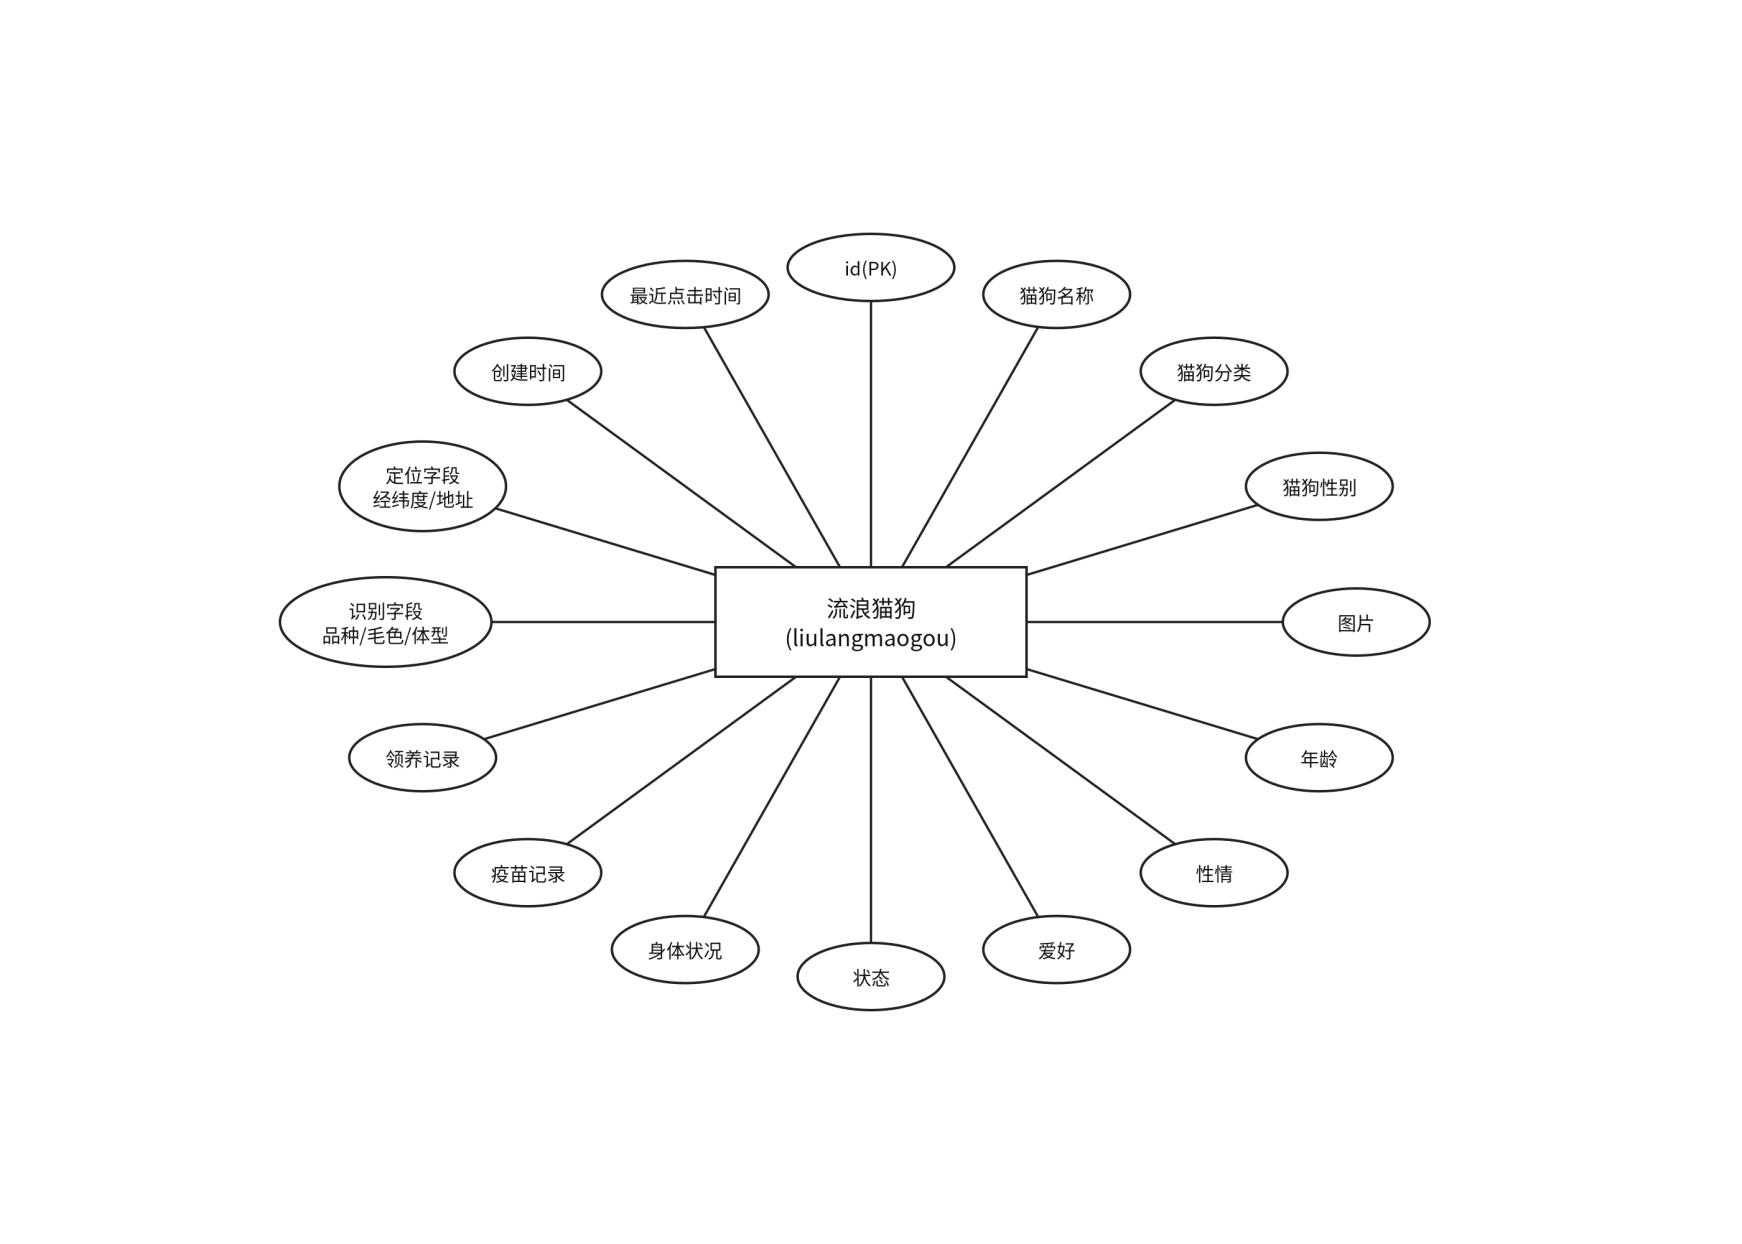 id(PK)
最近点击时间
猫狗名称
创建时间
猫狗分类
定位字段
经纬度/地址
猫狗性别
流浪猫狗
(liulangmaogou)
识别字段
品种/毛色/体型
图片
领养记录
年龄
疫苗记录
性情
身体状况
爱好
状态